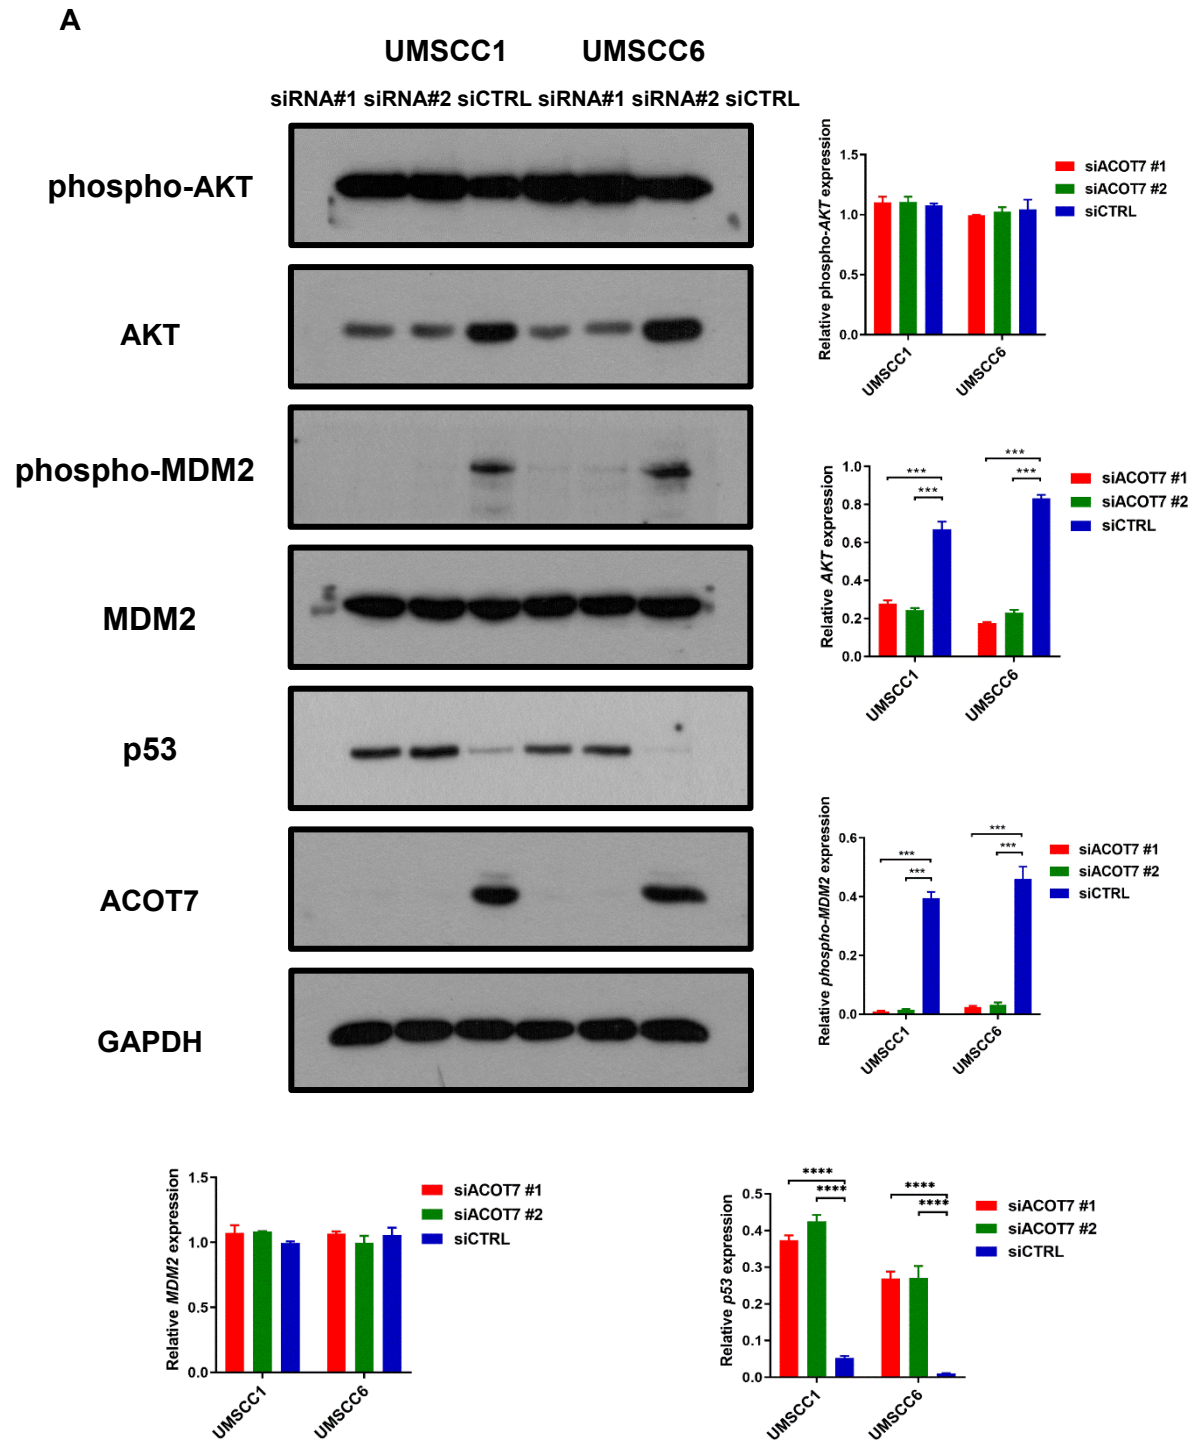 A
UMSCC1 UMSCC6
siRNA#1 siRNA#2 siCTRL siRNA#1 siRNA#2 siCTRL
phospho-AKT
AKT
phospho-MDM2
MDM2
p53
ACOT7
GAPDH
Relative phospho-AKT expression
1.5
1.0
0.5
0.0
UMSCC1
UMSCC6
siACOT7 #1
siACOT7 #2
siCTRL
Relative AKT expression
1.0
0.8
0.6
0.4
0.2
0.0
***
***
***
***
UMSCC1
UMSCC6
siACOT7 #1
siACOT7 #2
siCTRL
Relative phospho-MDM2 expression
0.6
0.4
0.2
0.0
***
***
***
***
UMSCC1
UMSCC6
siACOT7 #1
siACOT7 #2
siCTRL
Relative MDM2 expression
1.5
1.0
0.5
0.0
UMSCC1
UMSCC6
siACOT7 #1
siACOT7 #2
siCTRL
Relative p53 expression
0.5
0.4
0.3
0.2
0.1
0.0
****
****
****
****
UMSCC1
UMSCC6
siACOT7 #1
siACOT7 #2
siCTRL